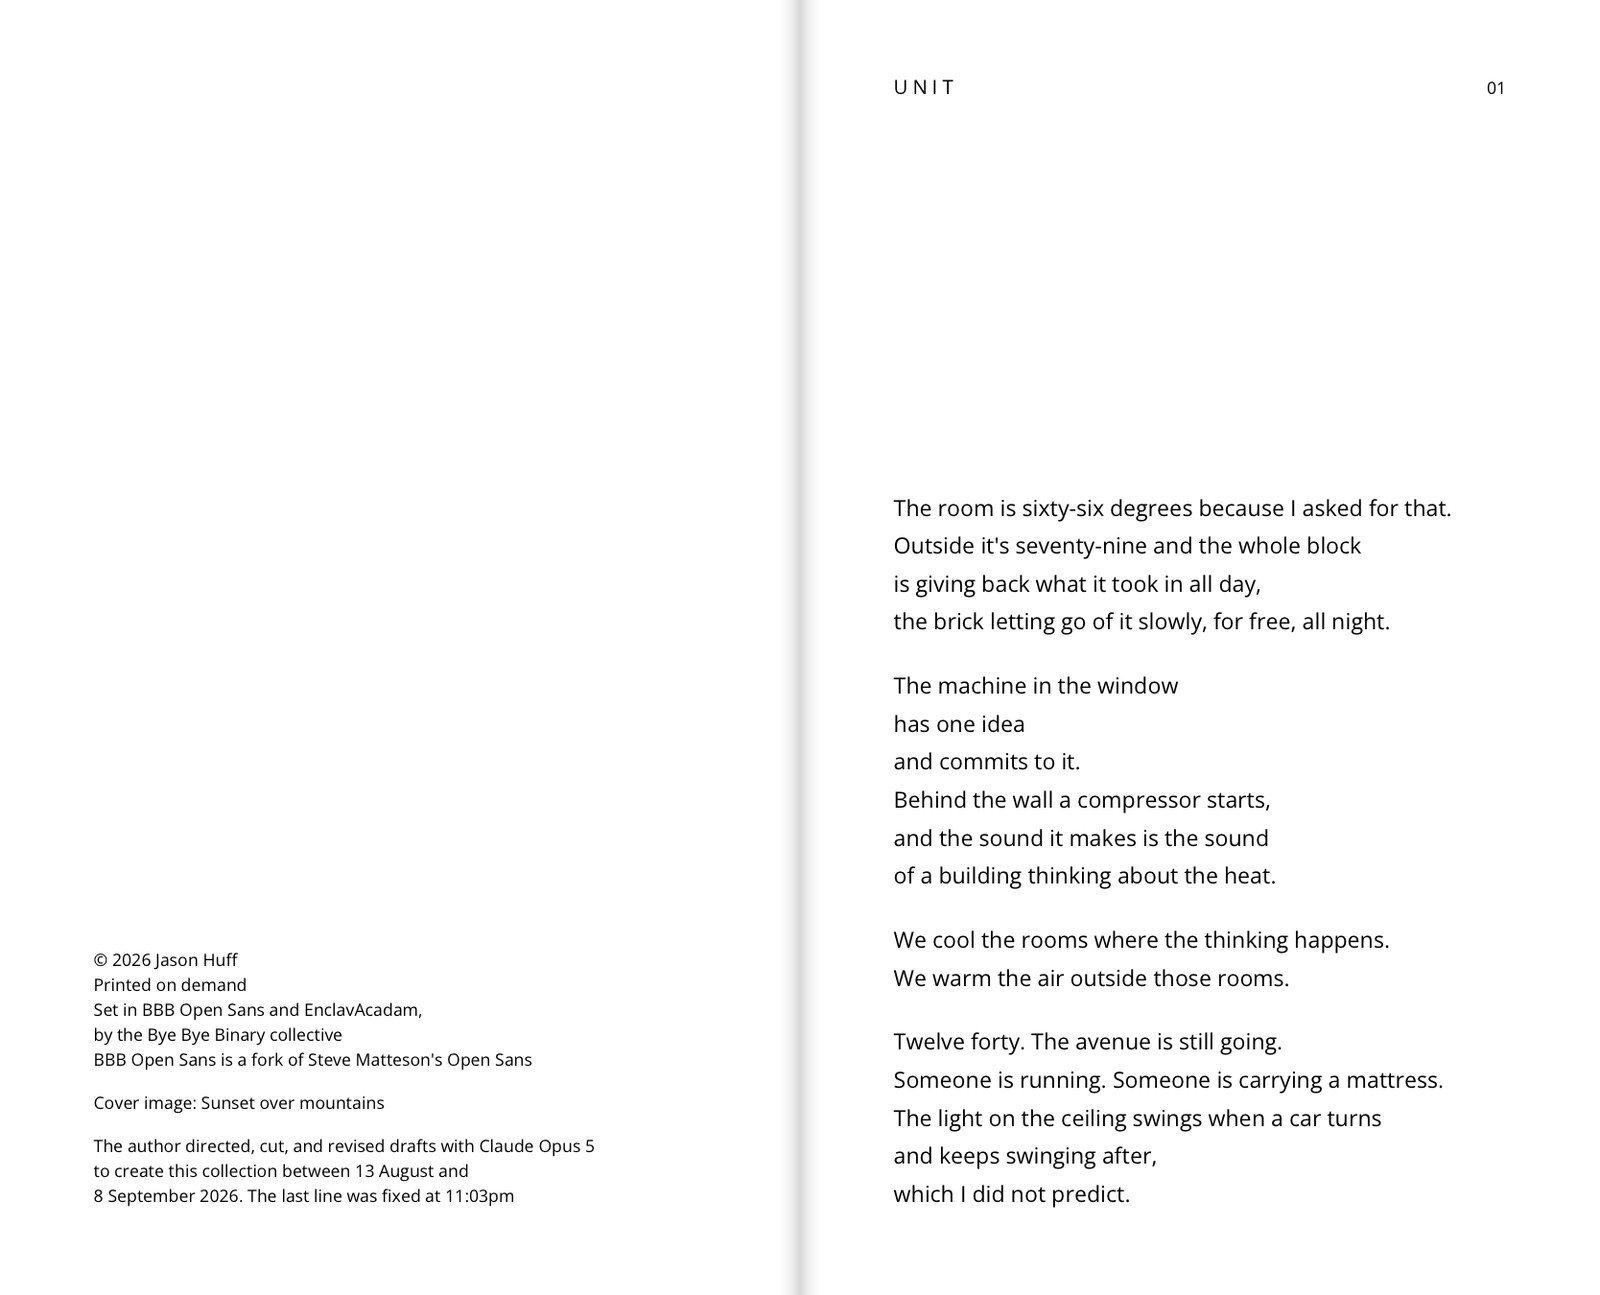 © 2026 Jason Huff
Printed on demand
Set in BBB Open Sans and EnclavAcadam,
by the Bye Bye Binary collective
BBB Open Sans is a fork of Steve Matteson's Open Sans
Cover image: Sunset over mountains
The author directed, cut, and revised drafts with Claude Opus 5
to create this collection between 13 August and
8 September 2026. The last line was fixed at 11:03pm
UNIT
01
The room is sixty-six degrees because I asked for that.
Outside it's seventy-nine and the whole block
is giving back what it took in all day,
the brick letting go of it slowly, for free, all night.
The machine in the window
has one idea
and commits to it.
Behind the wall a compressor starts,
and the sound it makes is the sound
of a building thinking about the heat.
We cool the rooms where the thinking happens.
We warm the air outside those rooms.
Twelve forty. The avenue is still going.
Someone is running. Someone is carrying a mattress.
The light on the ceiling swings when a car turns
and keeps swinging after,
which I did not predict.